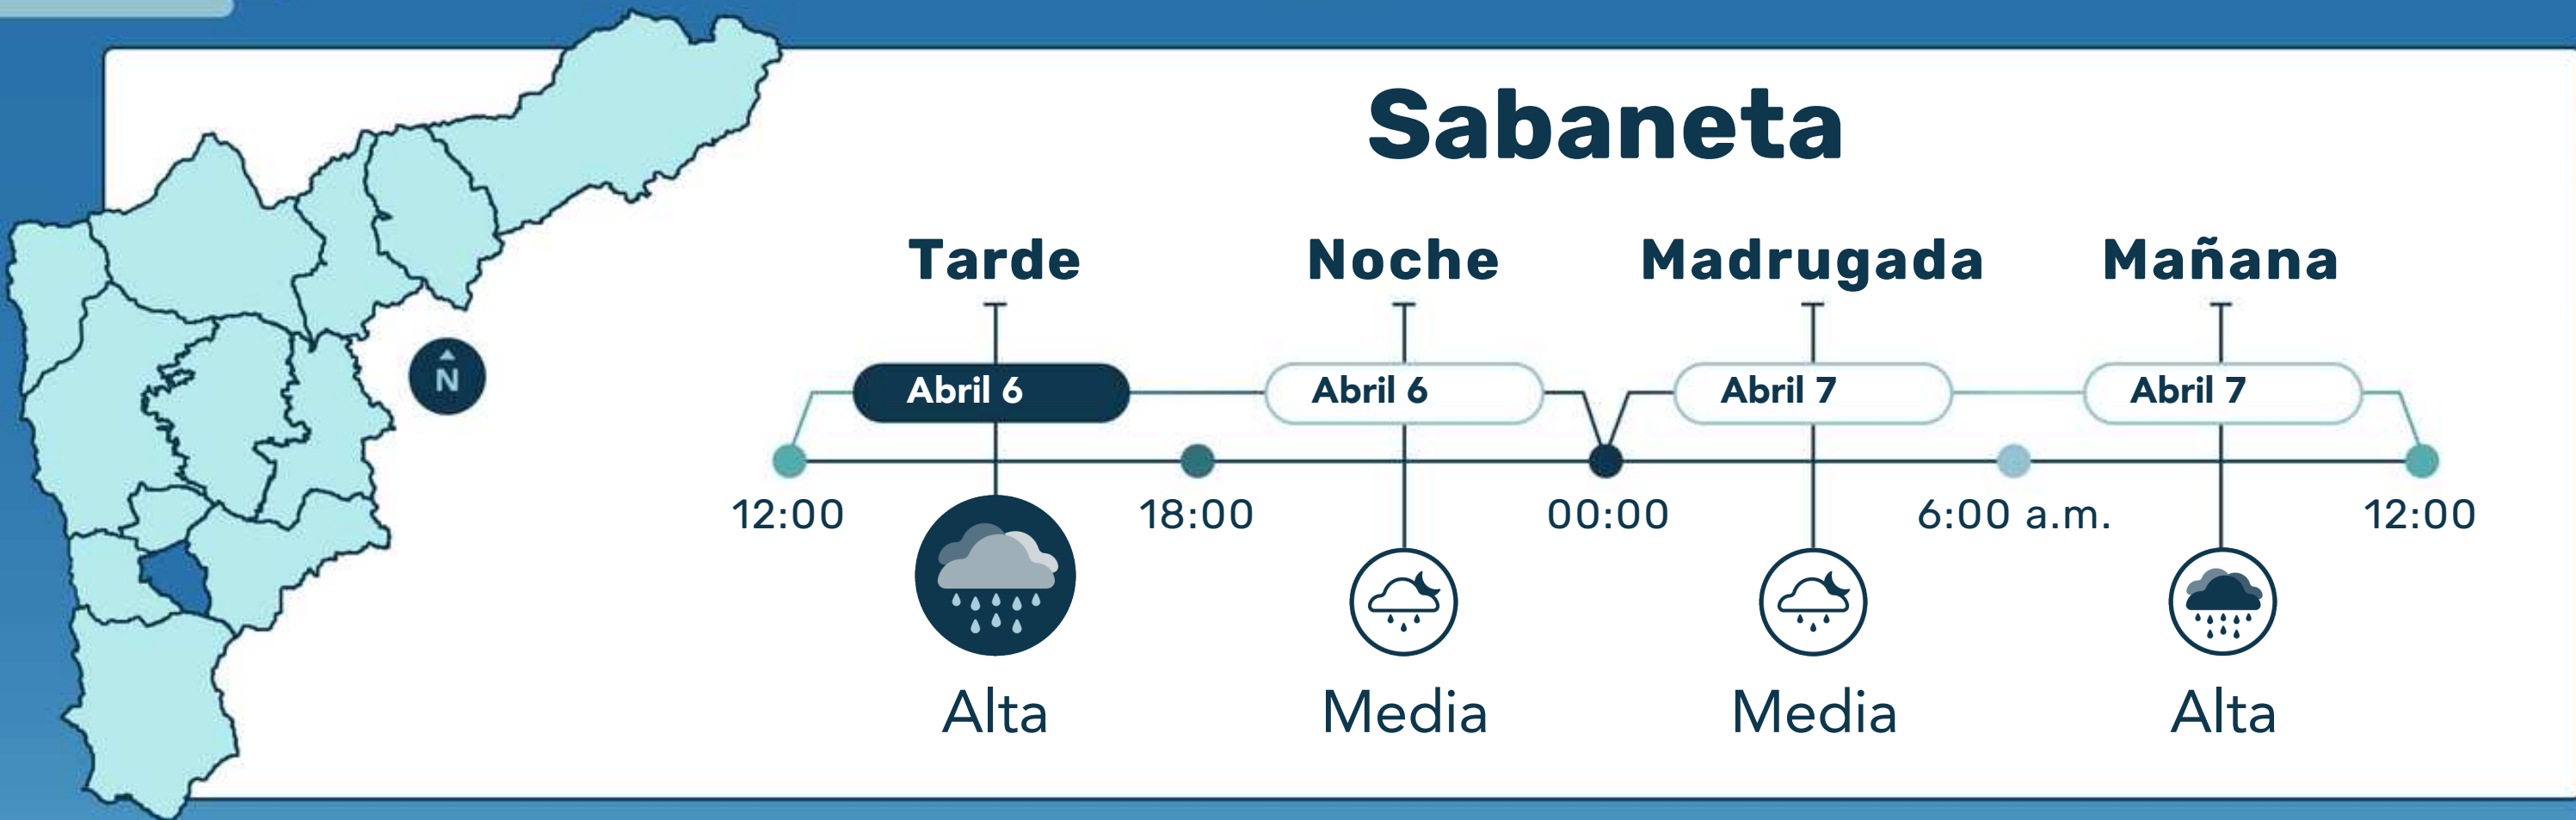 Sabaneta
Tarde Noche Madrugada Mañana
Abril 6 Abril 6 Abril 7 Abril 7
N
12:00 18:00 00:00 6:00 a.m. 12:00
Alta Media Media Alta